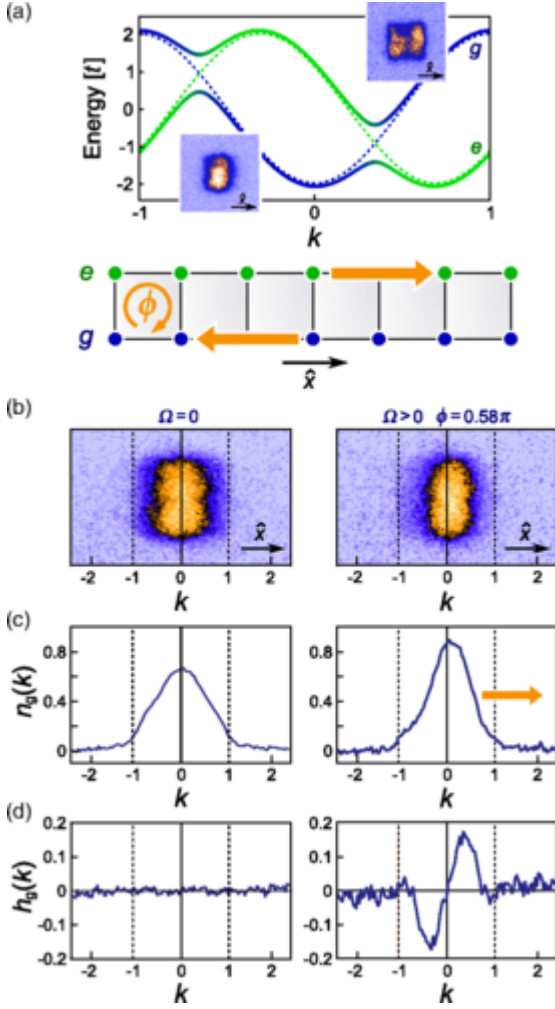 (a)
Energy [t]
2
1
0
-1
-2
g
e
-1 0 1
k
e
ϕ
g
x̂
(b)
Ω = 0
Ω > 0 ϕ = 0.58π
x̂
x̂
-2 -1 0 1 2
-2 -1 0 1 2
k
k
(c)
n_g(k)
0.8
0.4
0
0.8
0.4
0
-2 -1 0 1 2
-2 -1 0 1 2
k
k
(d)
h_g(k)
0.2
0.1
0
-0.1
-0.2
0.2
0.1
0
-0.1
-0.2
-2 -1 0 1 2
-2 -1 0 1 2
k
k